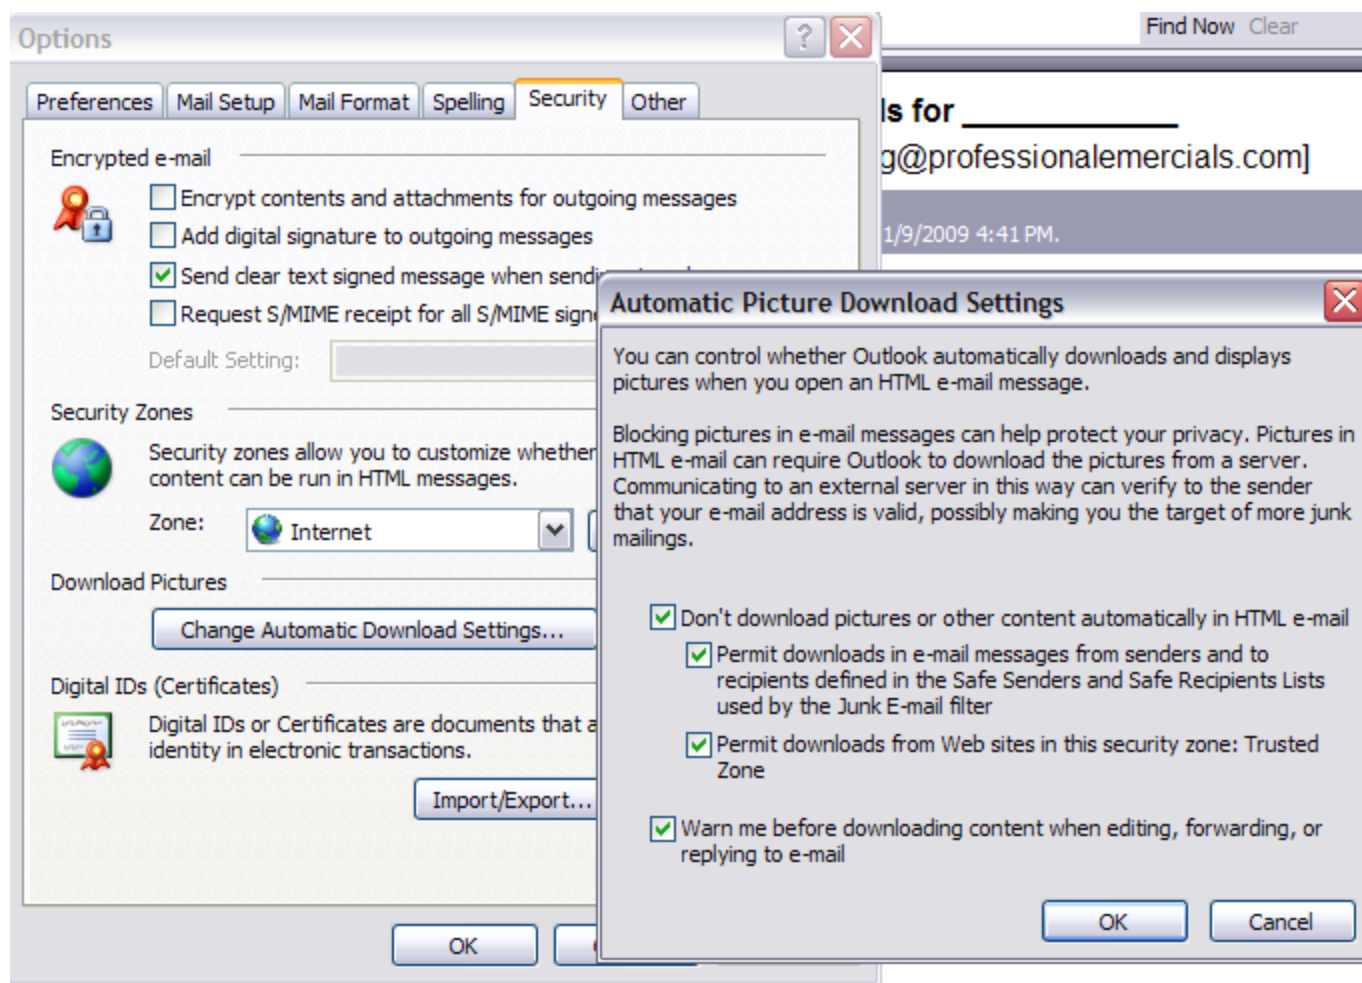 Options
Preferences Mail Setup Mail Format Spelling Security Other
Encrypted e-mail
Encrypt contents and attachments for outgoing messages
Add digital signature to outgoing messages
Send clear text signed message when
Request S/MIME receipt for all S/MIME
Default Setting:
Security Zones
Security zones allow you to customize whether
content can be run in HTML messages.
Zone: Internet
Download Pictures
Change Automatic Download Settings...
Digital IDs (Certificates)
Digital IDs or Certificates are documents that
identity in electronic transactions.
Import/Export...
OK
Find Now Clear
ls for ____________
g@professionalemercials.com]
1/9/2009 4:41 PM.
Automatic Picture Download Settings
You can control whether Outlook automatically downloads and displays
pictures when you open an HTML e-mail message.
Blocking pictures in e-mail messages can help protect your privacy. Pictures in
HTML e-mail can require Outlook to download the pictures from a server.
Communicating to an external server in this way can verify to the sender
that your e-mail address is valid, possibly making you the target of more junk
mailings.
Don't download pictures or other content automatically in HTML e-mail
Permit downloads in e-mail messages from senders and to
recipients defined in the Safe Senders and Safe Recipients Lists
used by the Junk E-mail filter
Permit downloads from Web sites in this security zone: Trusted
Zone
Warn me before downloading content when editing, forwarding, or
replying to e-mail
OK Cancel